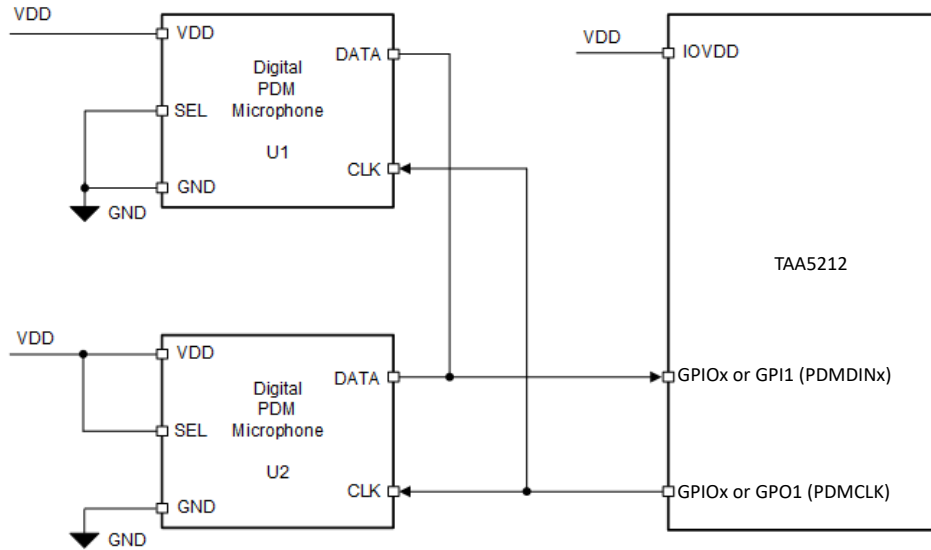 VDD
VDD
DATA
Digital
PDM
Microphone
SEL
U1
CLK
GND
GND
VDD
IOVDD
TAA5212
VDD
VDD
DATA
Digital
PDM
Microphone
SEL
U2
CLK
GND
GND
GPIOx or GPI1 (PDMDINx)
GPIOx or GPO1 (PDMCLK)